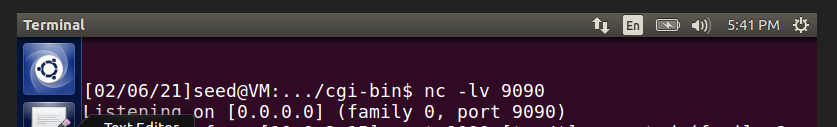 Terminal En 5:41 PM
[02/06/21]seed@VM:.../cgi-bin$ nc -lv 9090
Listening on [0.0.0.0] (family 0, port 9090)
Text Editor